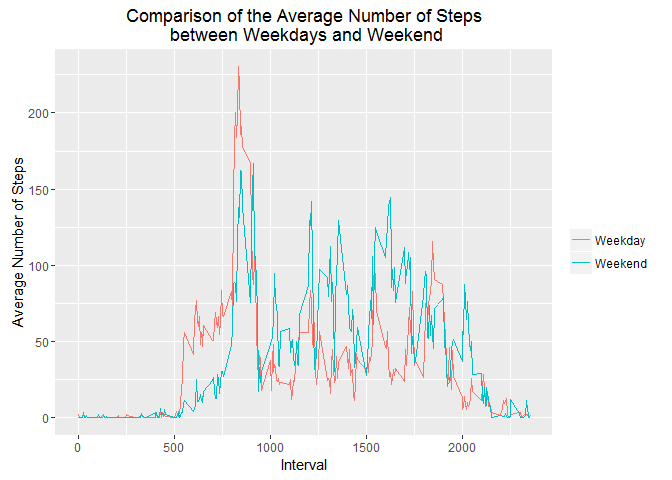 Comparison of the Average Number of Steps
between Weekdays and Weekend
Average Number of Steps
200
150
100
50
0
0
500
1000
1500
2000
Interval
Weekday
Weekend